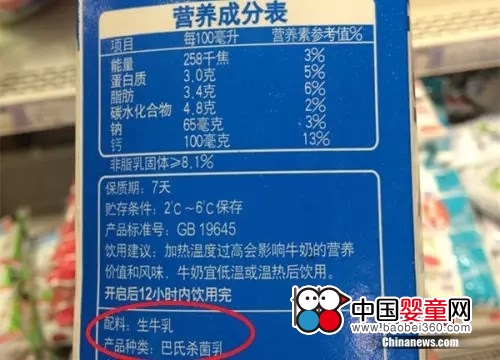 营养成分表
项目 每100毫升 营养素参考值%
能量 258千焦 3%
蛋白质 3.0克 5%
脂肪 3.4克 6%
碳水化合物 4.8克 2%
钠 65毫克 3%
钙 100毫克 13%
非脂乳固体≥8.1%
保质期：7天
贮存条件：2℃~6℃保存
产品标准号：GB 19645
饮用建议：加热温度过高会影响牛奶的营养
价值和风味，牛奶宜低温或温热后饮用。
开启后12小时内饮用完
配料：生牛乳
产品种类：巴氏杀菌乳
中国婴童网
www.baobei360.com
Chinanews.com